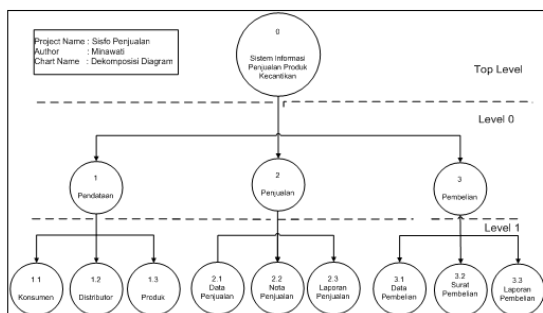 Project Name : Sisfo Penjualan
Author : Minawati
Chart Name : Dekomposisi Diagram
0
Sistem Informasi
Penjualan Produk
Kecantikan
Top Level
Level 0
1
Pendataan
2
Penjualan
3
Pembelian
Level 1
1.1
Konsumen
1.2
Distributor
1.3
Produk
2.1
Data
Penjualan
2.2
Nota
Penjualan
2.3
Laporan
Penjualan
3.1
Data
Pembelian
3.2
Surat
Pembelian
3.3
Laporan
Pembelian